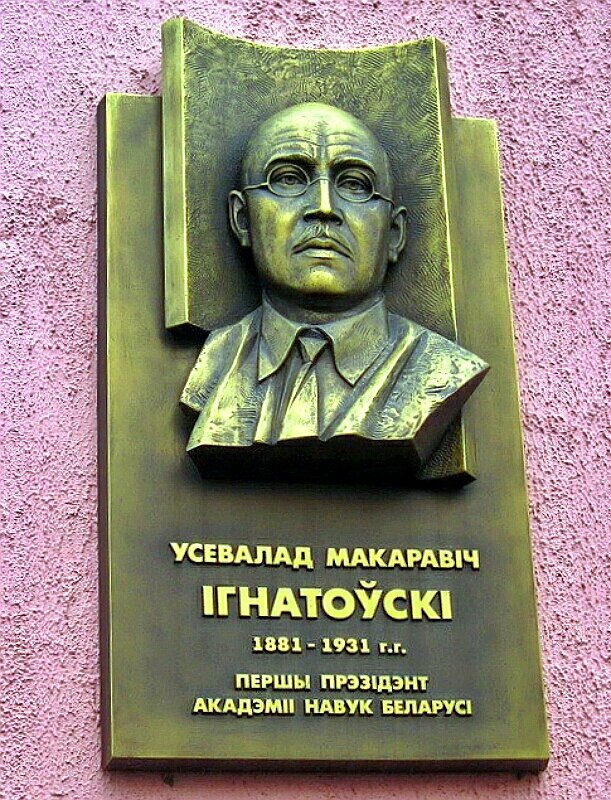 УСЕВАЛАД МАКАРАВІЧ
ІГНАТОЎСКІ
1881 - 1931 г.г.
ПЕРШЫ ПРЭЗІДЭНТ
АКАДЭМІІ НАВУК БЕЛАРУСІ